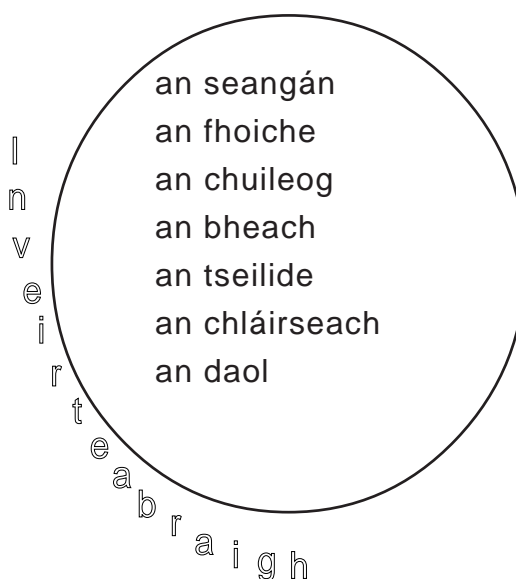 an seangán
an fhoiche
an chuileog
an bheach
an tseilide
an chláirseach
an daol
Inveirteabraigh